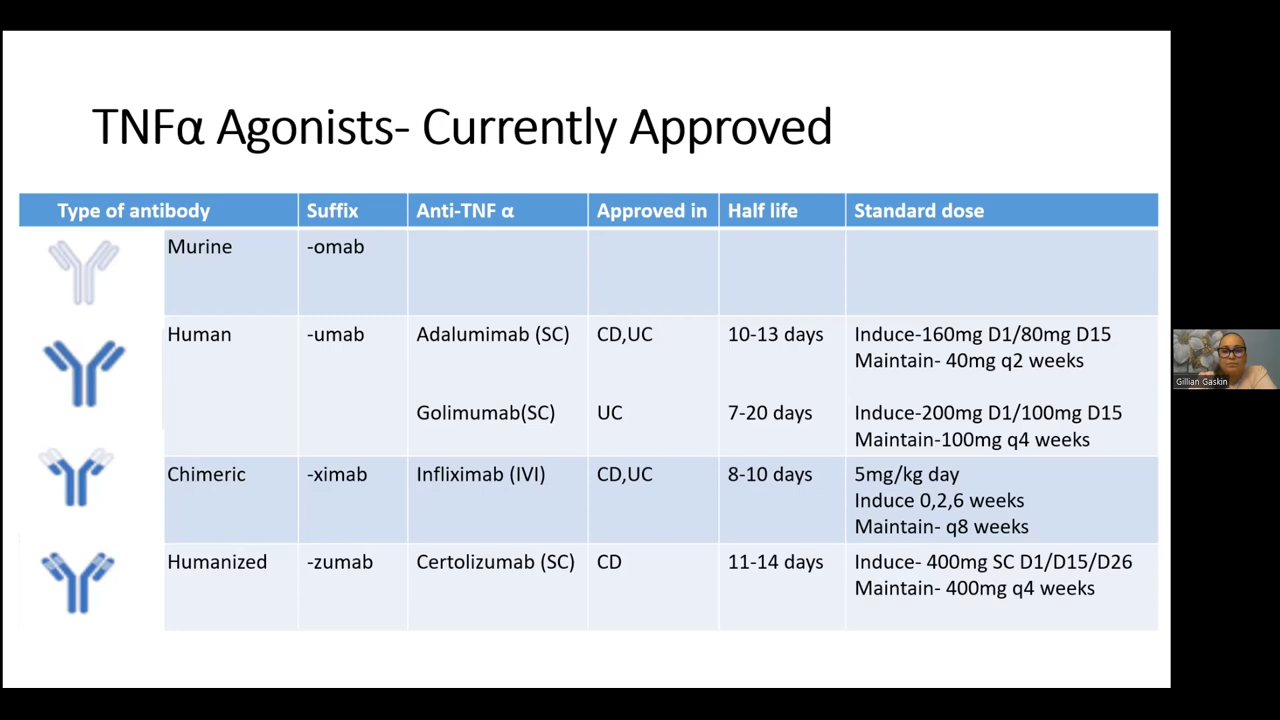 TNFα Agonists- Currently Approved
Type of antibody Suffix Anti-TNF α Approved in Half life Standard dose
Murine -omab
Human -umab Adalumimab (SC) CD,UC 10-13 days Induce-160mg D1/80mg D15
Maintain- 40mg q2 weeks
Golimumab(SC) UC 7-20 days Induce-200mg D1/100mg D15
Maintain-100mg q4 weeks
Chimeric -ximab Infliximab (IVI) CD,UC 8-10 days 5mg/kg day
Induce 0,2,6 weeks
Maintain- q8 weeks
Humanized -zumab Certolizumab (SC) CD 11-14 days Induce- 400mg SC D1/D15/D26
Maintain- 400mg q4 weeks
Gillian Gaskin